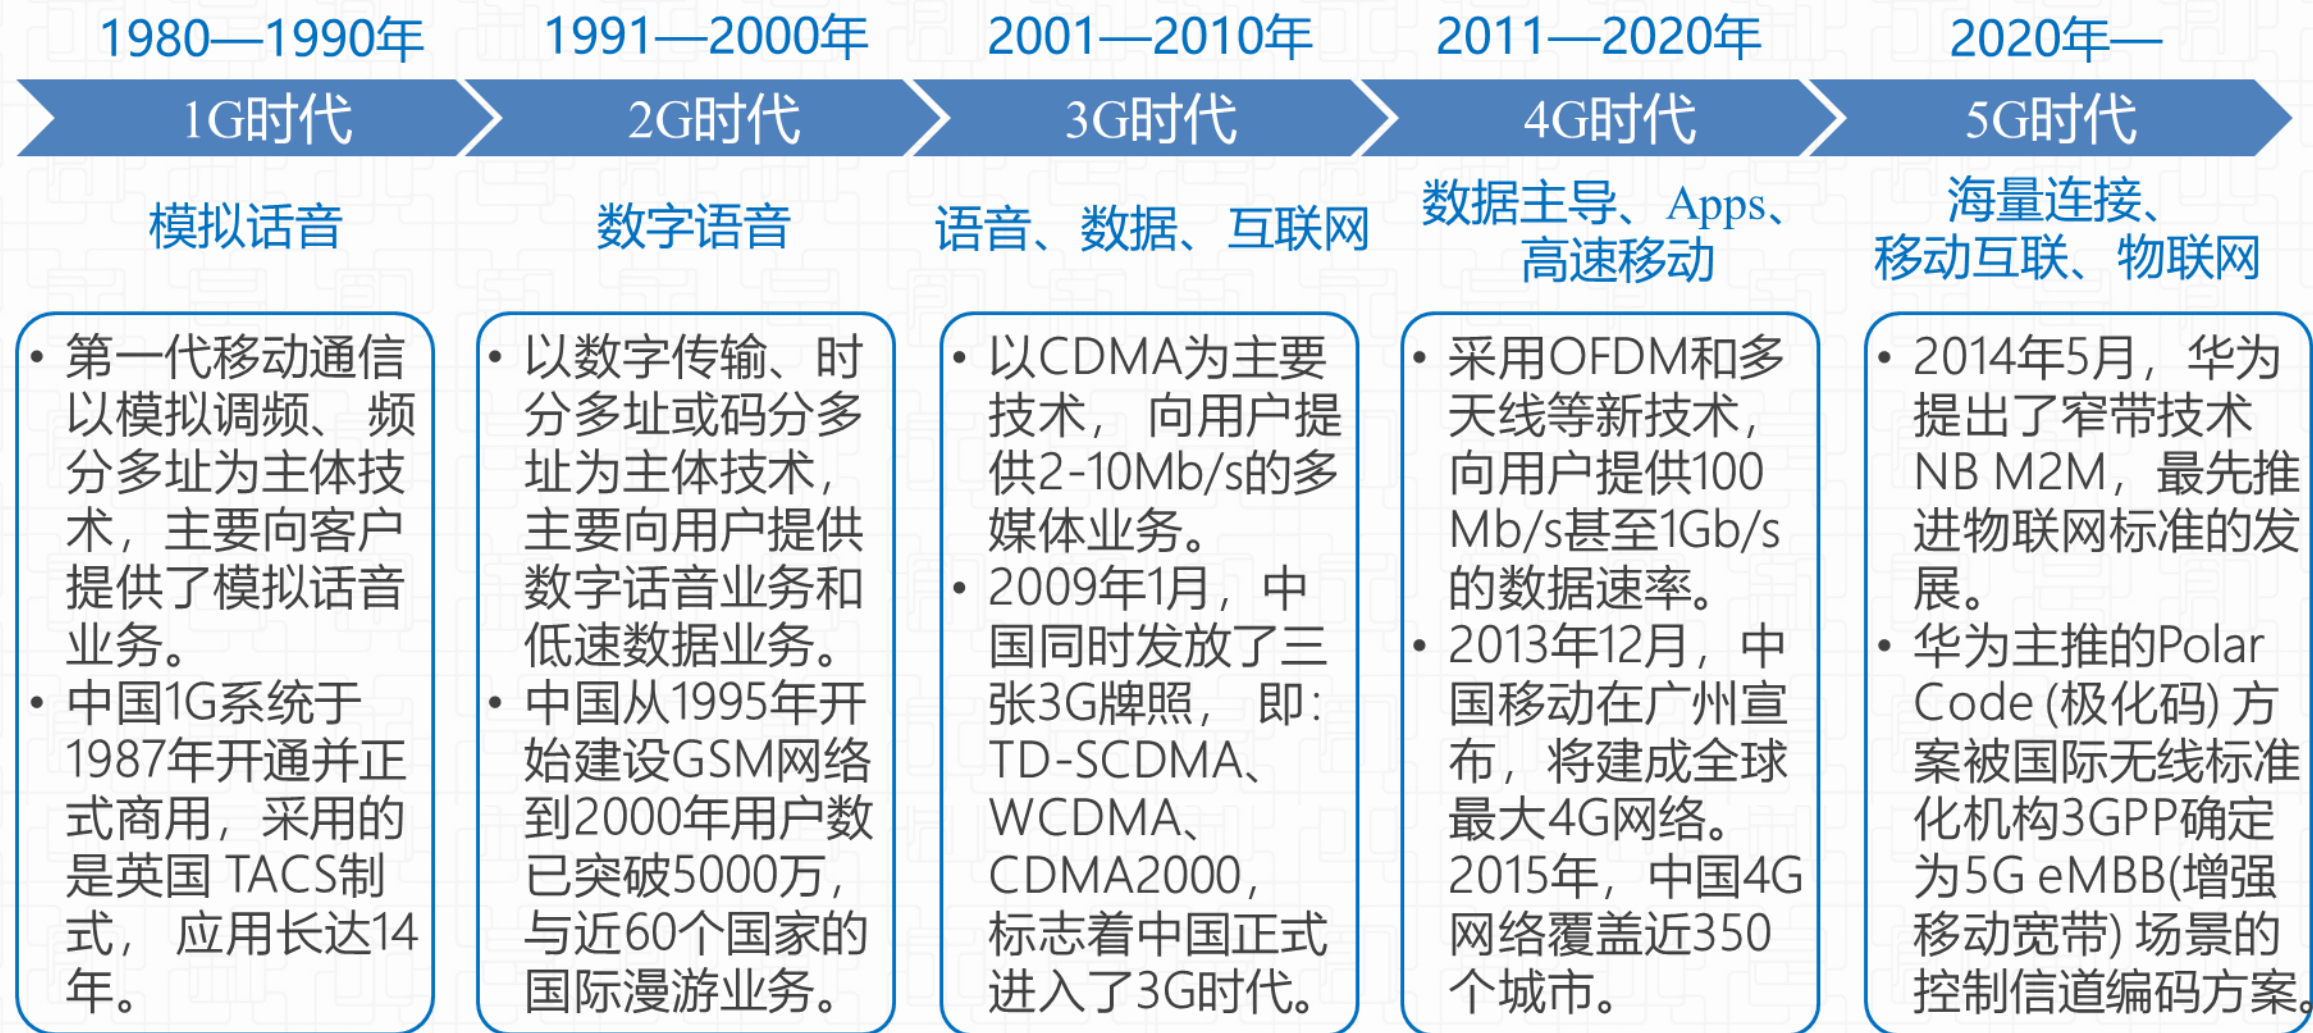 1980—1990年
1991—2000年
2001—2010年
2011—2020年
2020年—
1G时代
2G时代
3G时代
4G时代
5G时代
模拟话音
数字语音
语音、数据、互联网
数据主导、Apps、
高速移动
海量连接、
移动互联、物联网
• 第一代移动通信
以模拟调频、 频
分多址为主体技
术，主要向客户
提供了模拟话音
业务。
• 中国1G系统于
1987年开通并正
式商用，采用的
是英国 TACS制
式， 应用长达14
年。
• 以数字传输、时
分多址或码分多
址为主体技术，
主要向用户提供
数字话音业务和
低速数据业务。
• 中国从1995年开
始建设GSM网络
到2000年用户数
已突破5000万，
与近60个国家的
国际漫游业务。
• 以CDMA为主要
技术， 向用户提
供2-10Mb/s的多
媒体业务。
• 2009年1月，中
国同时发放了三
张3G牌照， 即：
TD-SCDMA、
WCDMA、
CDMA2000，
标志着中国正式
进入了3G时代。
• 采用OFDM和多
天线等新技术，
向用户提供100
Mb/s甚至1Gb/s
的数据速率。
• 2013年12月，中
国移动在广州宣
布，将建成全球
最大4G网络。
2015年，中国4G
网络覆盖近350
个城市。
• 2014年5月，华为
提出了窄带技术
NB M2M，最先推
进物联网标准的发
展。
• 华为主推的Polar
Code (极化码) 方
案被国际无线标准
化机构3GPP确定
为5G eMBB(增强
移动宽带) 场景的
控制信道编码方案。